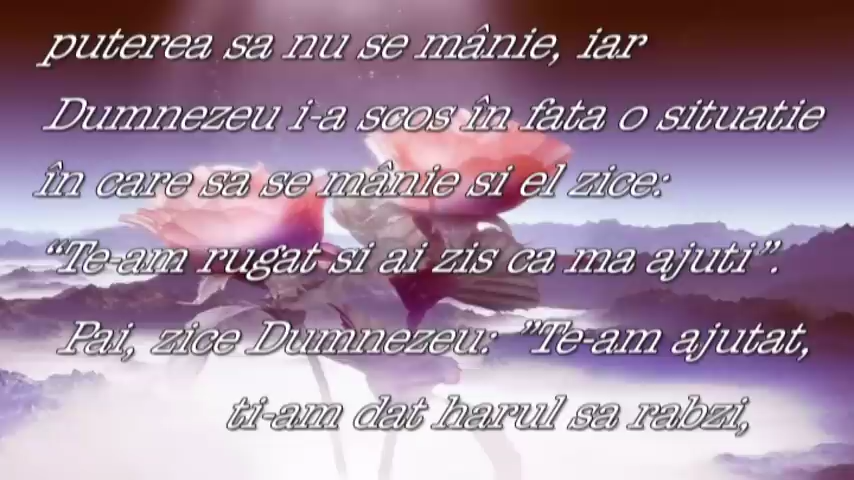 puterea sa nu se mânie, iar
Dumnezeu i-a scos în fata o situatie
în care sa se mânie si el zice:
“Te-am rugat si ai zis ca ma ajuti”.
Pai, zice Dumnezeu: ”Te-am ajutat,
ti-am dat harul sa rabzi,